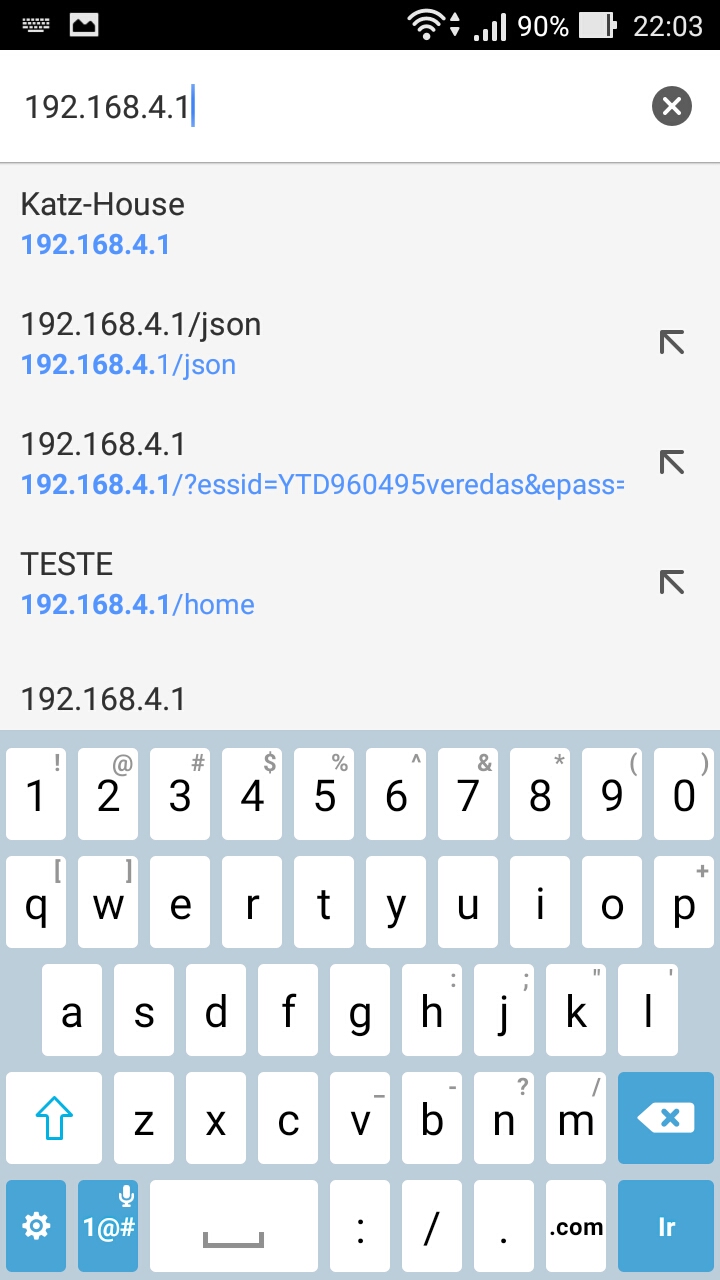 90% 22:03
192.168.4.1
Katz-House
192.168.4.1
192.168.4.1/json
192.168.4.1/json
192.168.4.1
192.168.4.1/?essid=YTD960495veredas&epass=
TESTE
192.168.4.1/home
192.168.4.1
! @ # $ % ^ & * ( )
1 2 3 4 5 6 7 8 9 0
[ ] +
q w e r t y u i o p
: ; " '
a s d f g h j k l
_ - ? /
z x c v b n m
1@# : / . .com Ir